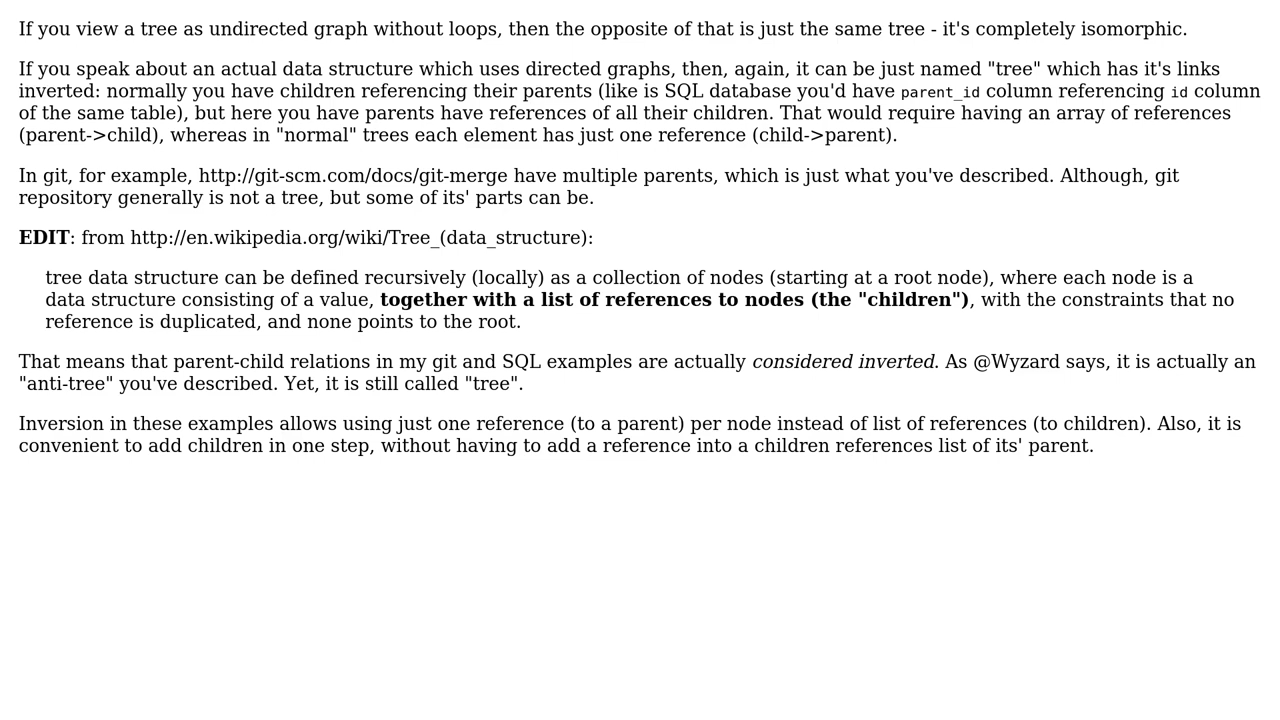 If you view a tree as undirected graph without loops, then the opposite of that is just the same tree - it's completely isomorphic.
If you speak about an actual data structure which uses directed graphs, then, again, it can be just named "tree" which has it's links
inverted: normally you have children referencing their parents (like is SQL database you'd have parent_id column referencing id column
of the same table), but here you have parents have references of all their children. That would require having an array of references
(parent->child), whereas in "normal" trees each element has just one reference (child->parent).
In git, for example, http://git-scm.com/docs/git-merge have multiple parents, which is just what you've described. Although, git
repository generally is not a tree, but some of its' parts can be.
EDIT: from http://en.wikipedia.org/wiki/Tree_(data_structure):
tree data structure can be defined recursively (locally) as a collection of nodes (starting at a root node), where each node is a
data structure consisting of a value, together with a list of references to nodes (the "children"), with the constraints that no
reference is duplicated, and none points to the root.
That means that parent-child relations in my git and SQL examples are actually considered inverted. As @Wyzard says, it is actually an
"anti-tree" you've described. Yet, it is still called "tree".
Inversion in these examples allows using just one reference (to a parent) per node instead of list of references (to children). Also, it is
convenient to add children in one step, without having to add a reference into a children references list of its' parent.